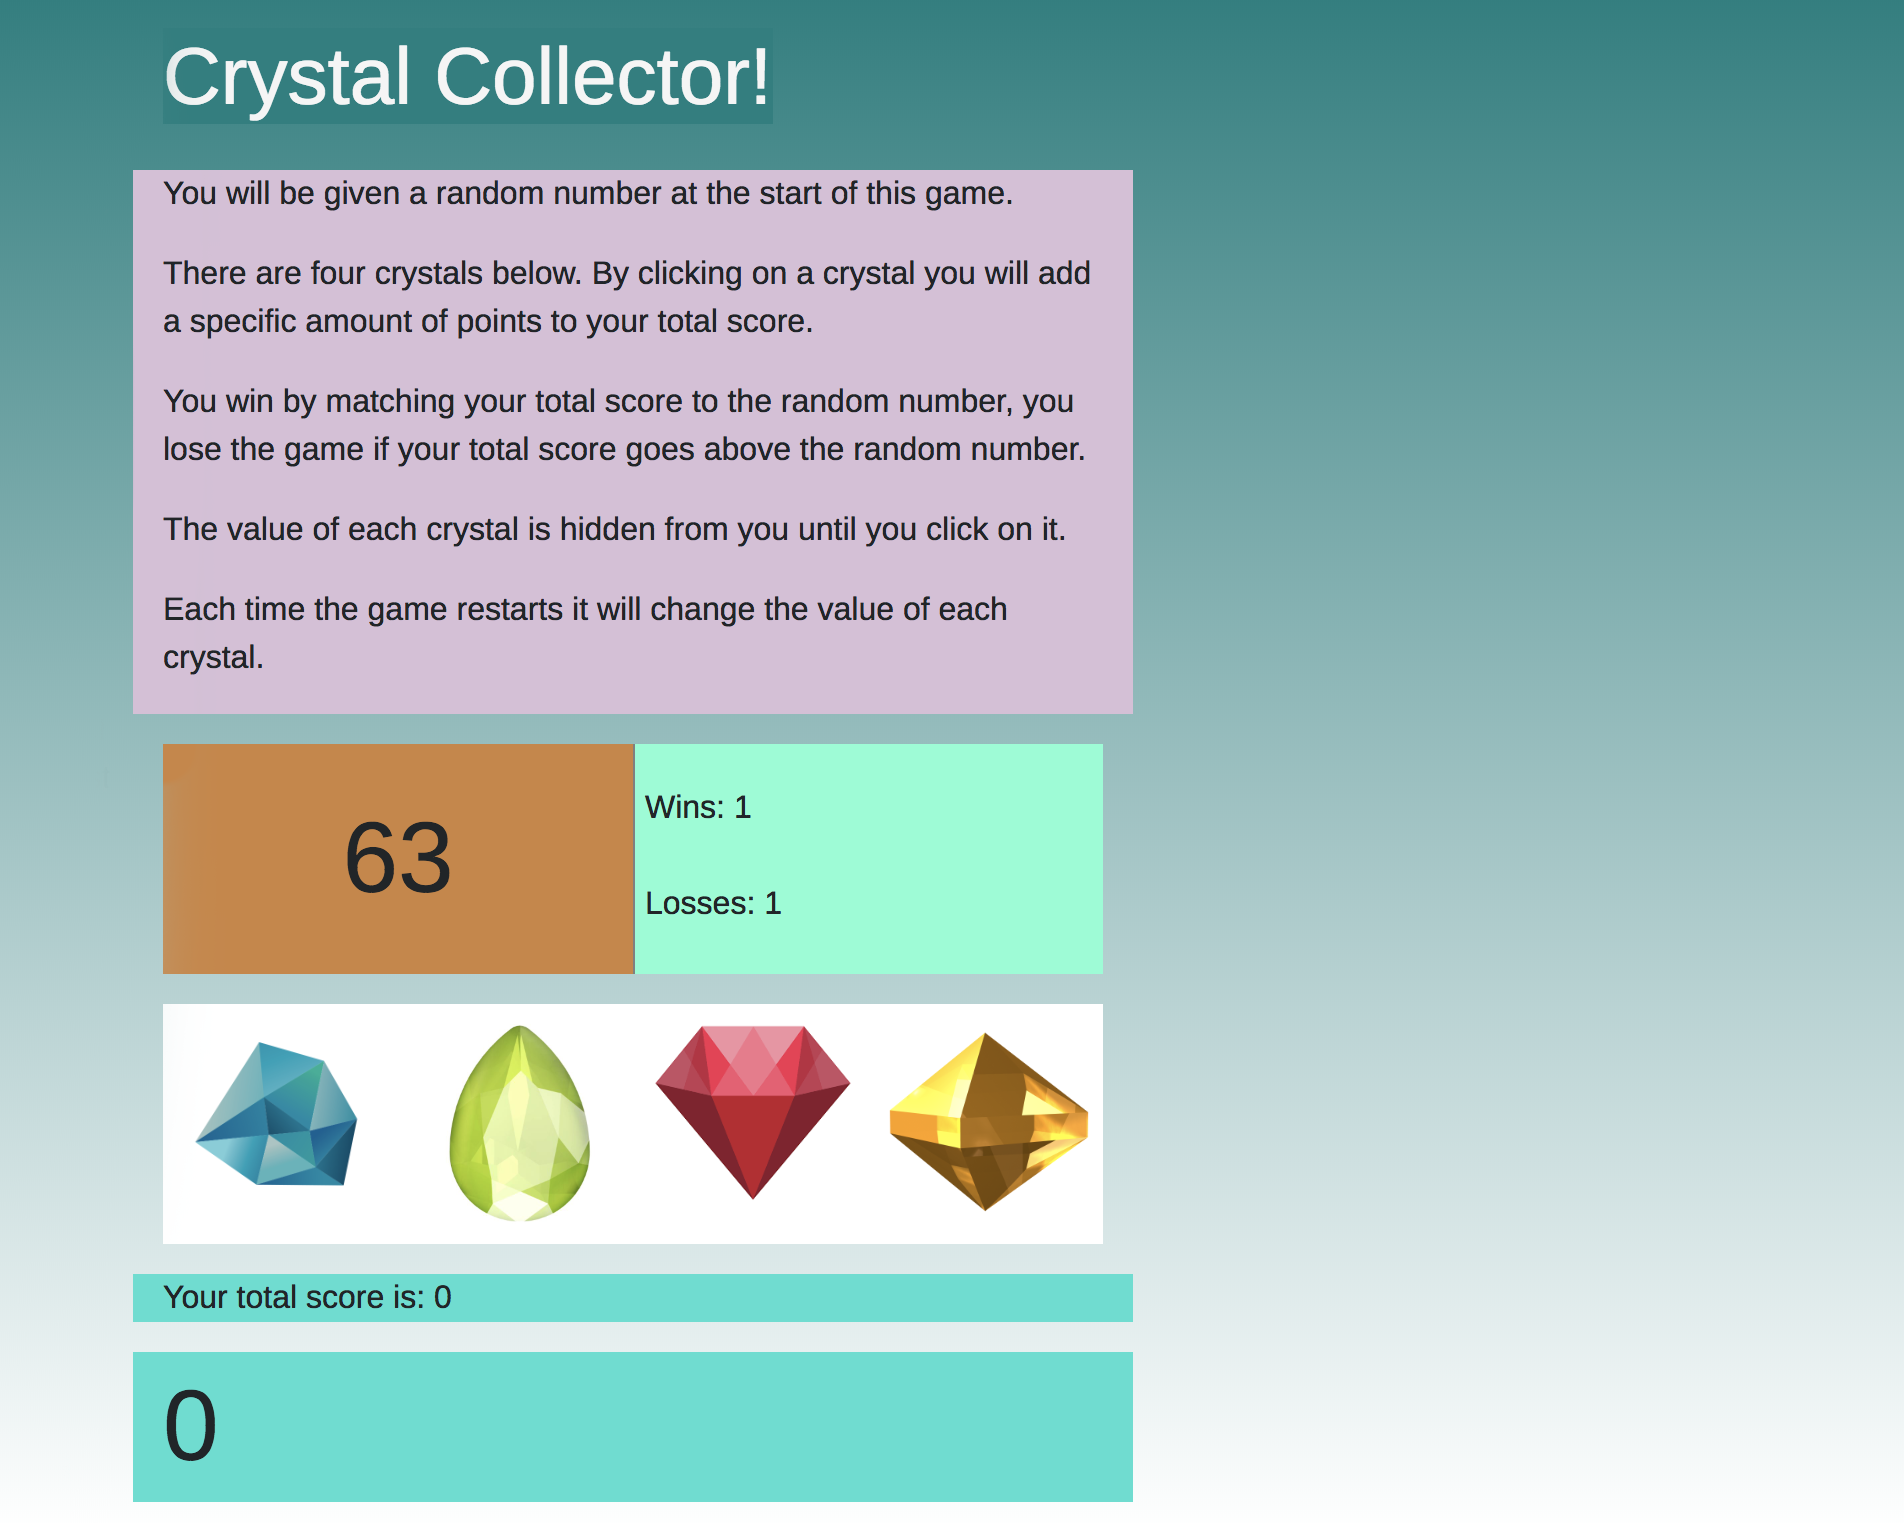 Crystal Collector!
You will be given a random number at the start of this game.
There are four crystals below. By clicking on a crystal you will add
a specific amount of points to your total score.
You win by matching your total score to the random number, you
lose the game if your total score goes above the random number.
The value of each crystal is hidden from you until you click on it.
Each time the game restarts it will change the value of each
crystal.
63
Wins: 1
Losses: 1
Your total score is: 0
0